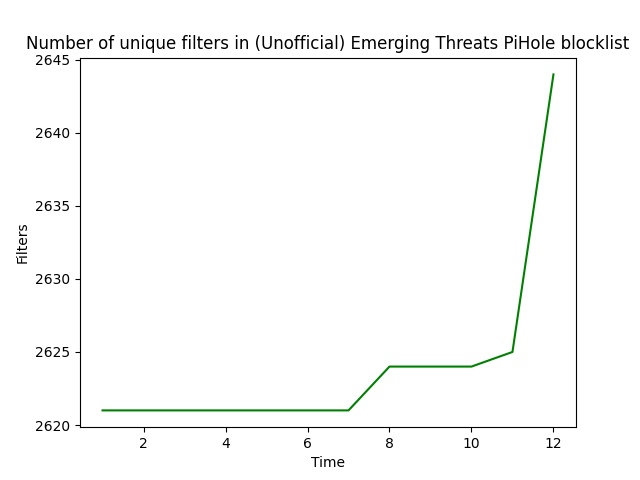 Number of unique filters in (Unofficial) Emerging Threats PiHole blocklist
2645
2640
2635
2630
2625
2620
Filters
2 4 6 8 10 12
Time